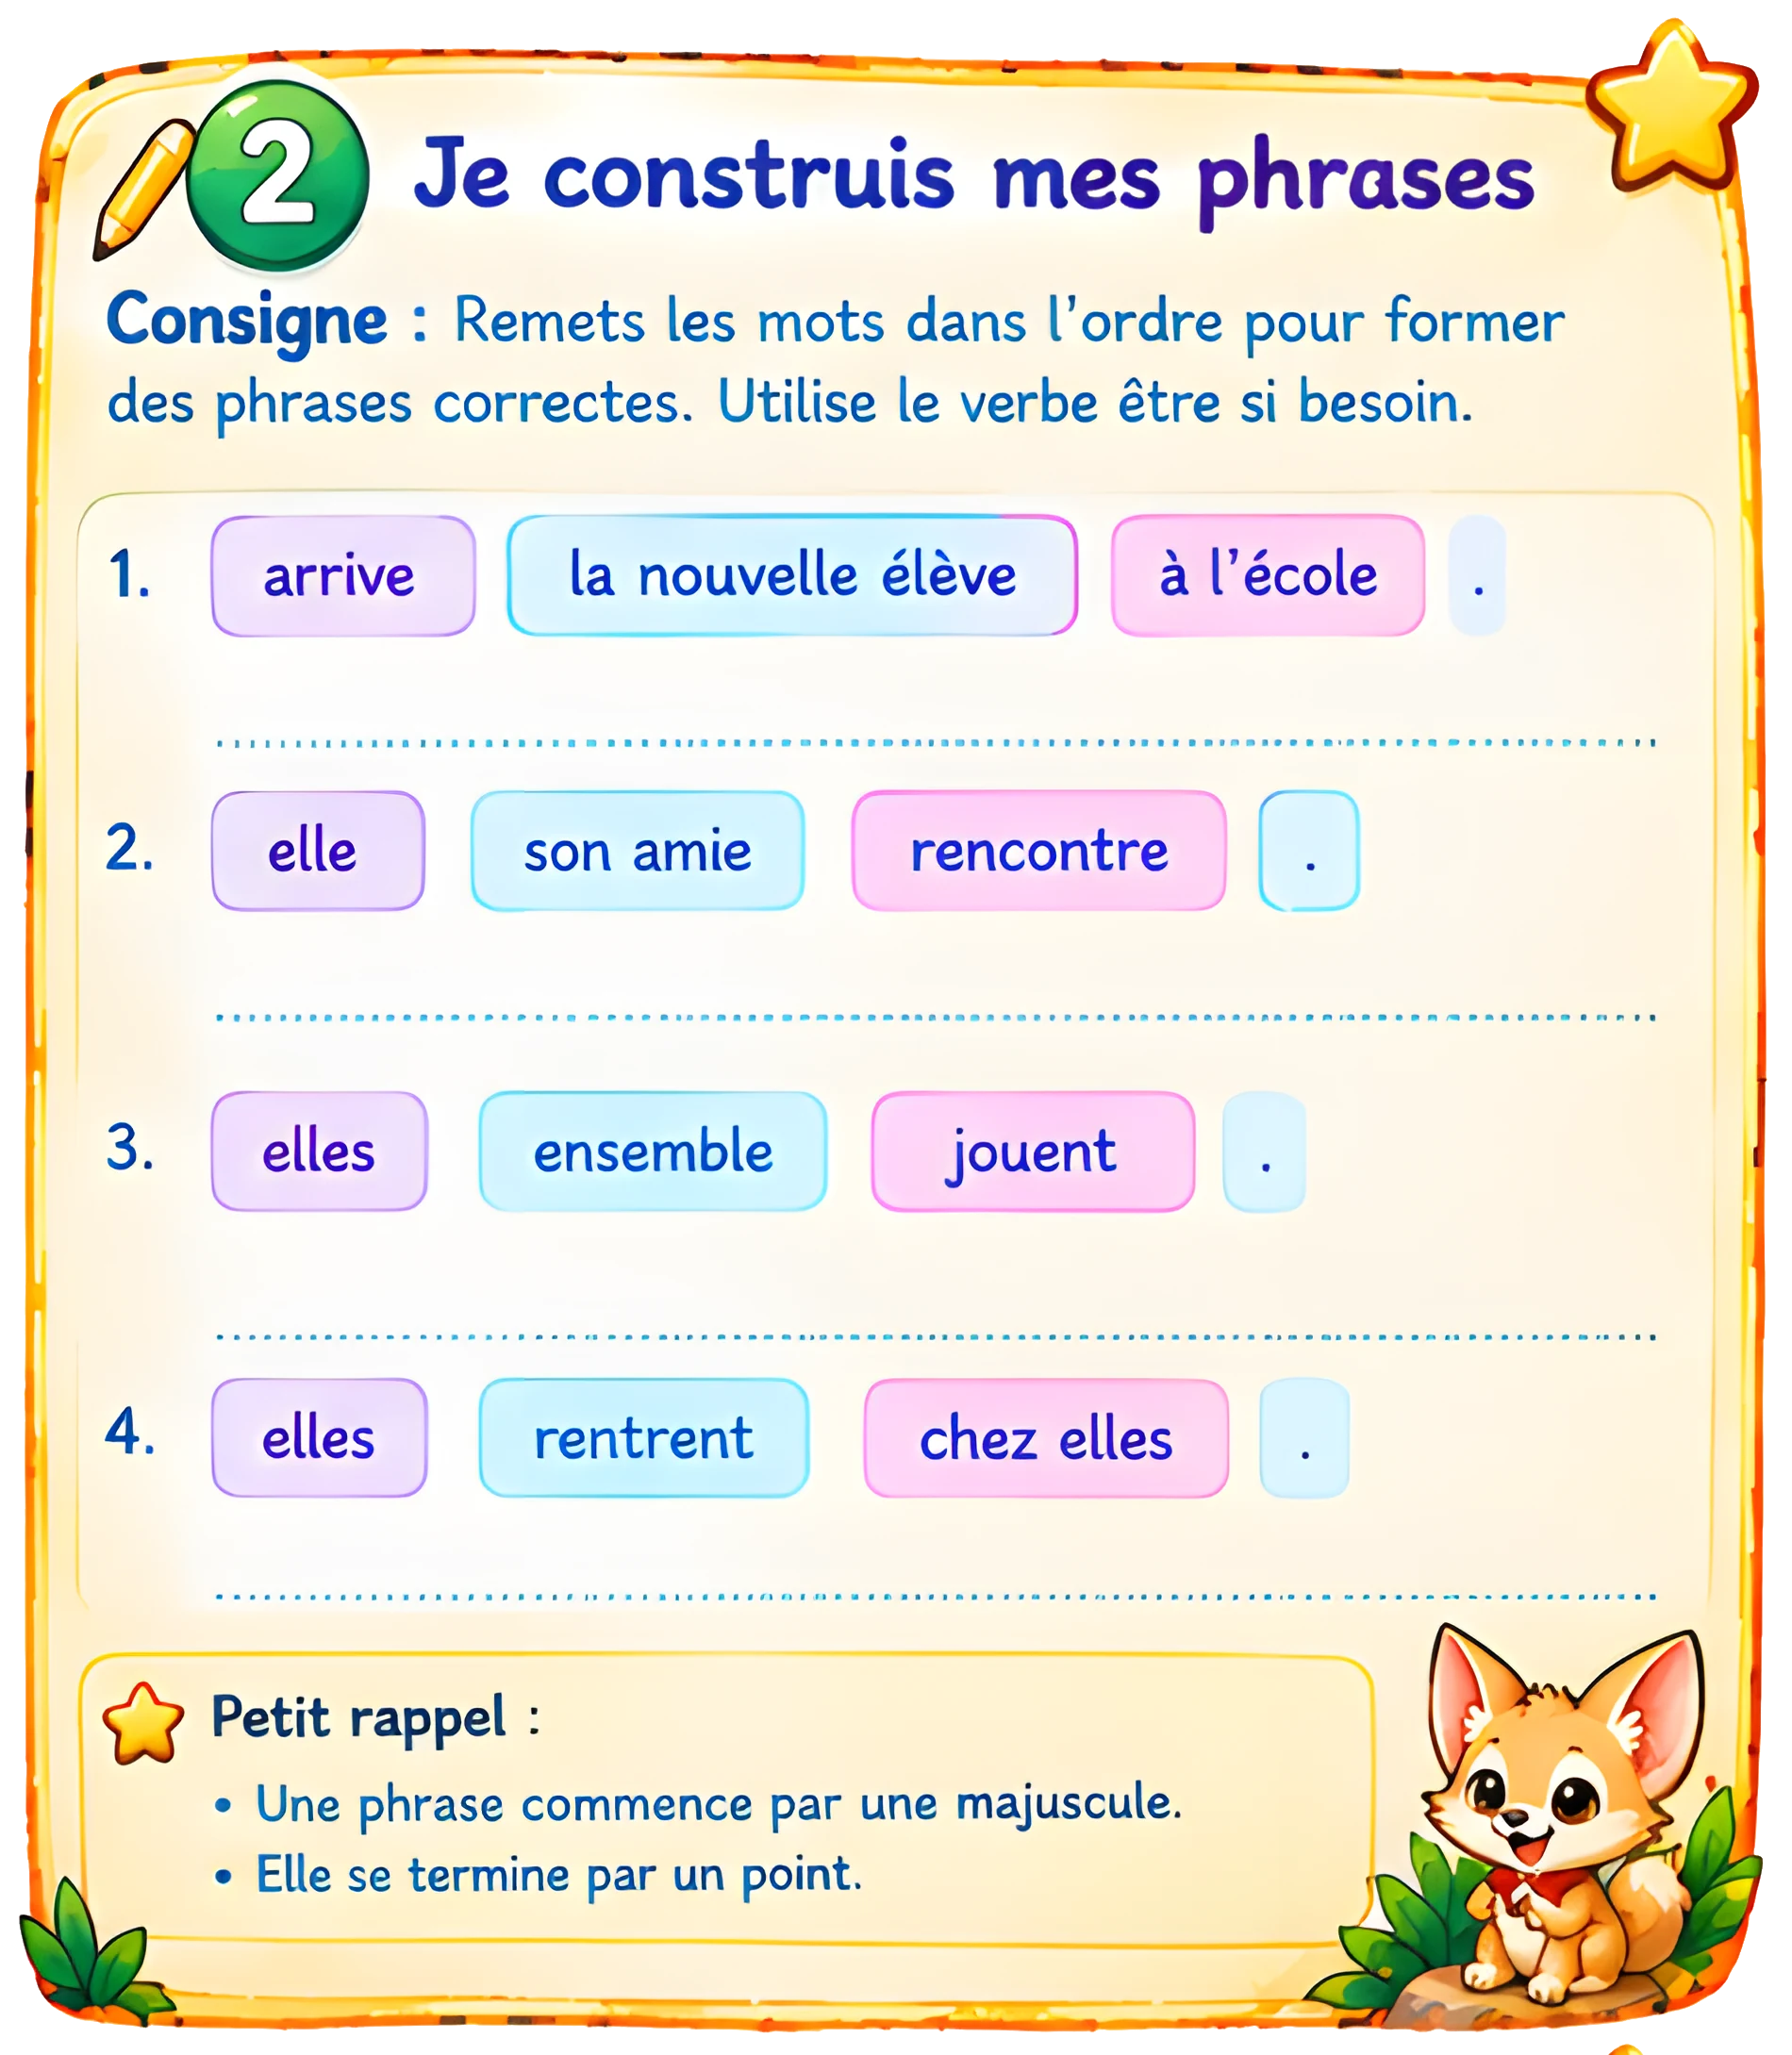 2 Je construis mes phrases
Consigne : Remets les mots dans l’ordre pour former
des phrases correctes. Utilise le verbe être si besoin.
1. arrive la nouvelle élève à l’école .
2. elle son amie rencontre .
3. elles ensemble jouent .
4. elles rentrent chez elles .
Petit rappel :
• Une phrase commence par une majuscule.
• Elle se termine par un point.